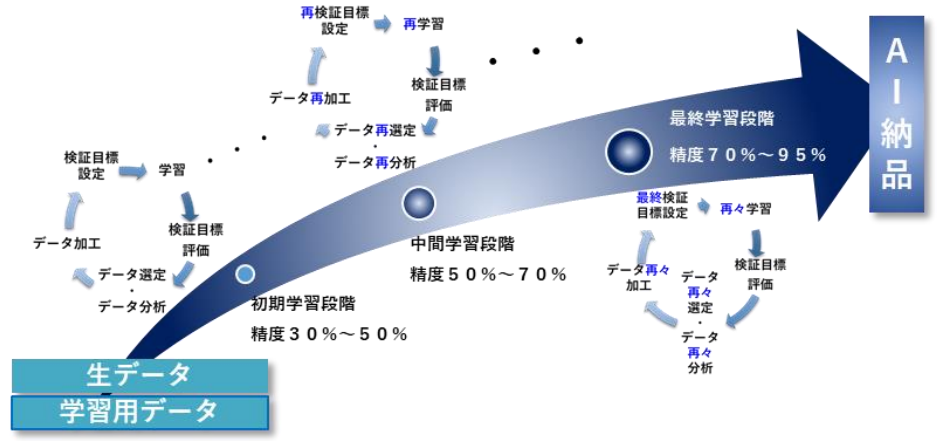 再検証目標
設定
再学習
検証目標
評価
データ再選定
・
データ再分析
データ再加工
検証目標
設定
学習
検証目標
評価
データ選定
・
データ分析
データ加工
初期学習段階
精度３０％～５０％
中間学習段階
精度５０％～７０％
最終学習段階
精度７０％～９５％
最終検証
目標設定
再々学習
検証目標
評価
データ
再々
選定
・
データ
再々
分析
データ再々
加工
生データ
学習用データ
ＡＩ納品